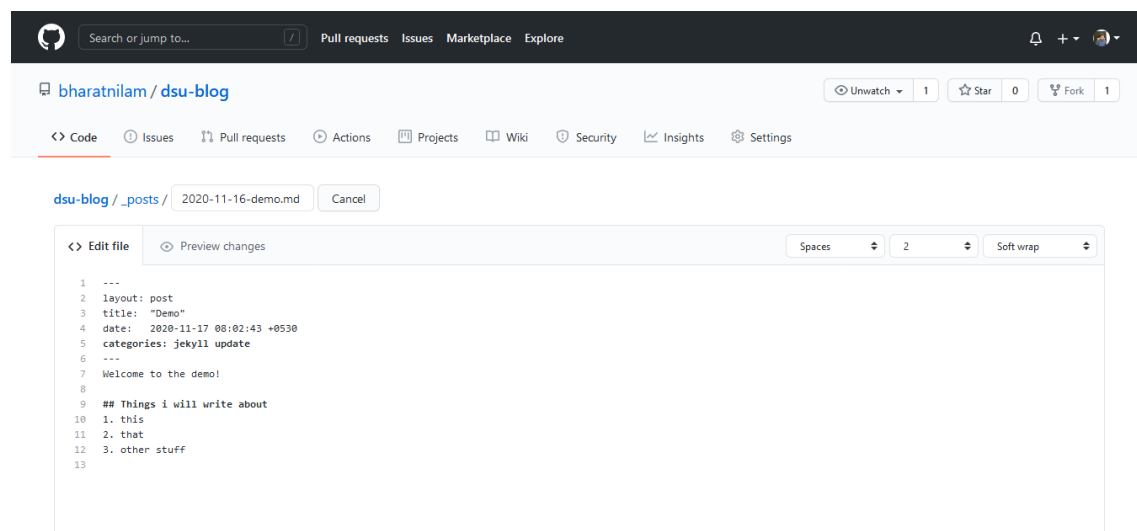 Search or jump to... / Pull requests Issues Marketplace Explore
bharatnilam / dsu-blog Unwatch 1 Star 0 Fork 1
Code Issues Pull requests Actions Projects Wiki Security Insights Settings
dsu-blog / _posts / 2020-11-16-demo.md Cancel
Edit file Preview changes Spaces 2 Soft wrap
1 ---
2 layout: post
3 title: "Demo"
4 date: 2020-11-17 08:02:43 +0530
5 categories: jekyll update
6 ---
7 Welcome to the demo!
8
9 ## Things i will write about
10 1. this
11 2. that
12 3. other stuff
13